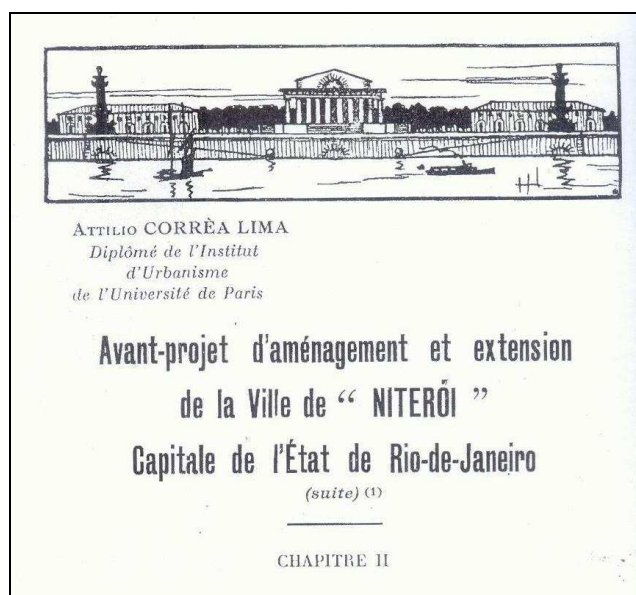 ATTILIO CORRÈA LIMA
Diplômé de l'Institut
d'Urbanisme
de l'Université de Paris
Avant-projet d'aménagement et extension
de la Ville de “ NITERÓI ”
Capitale de l'État de Rio-de-Janeiro
(suite) (1)
CHAPITRE II